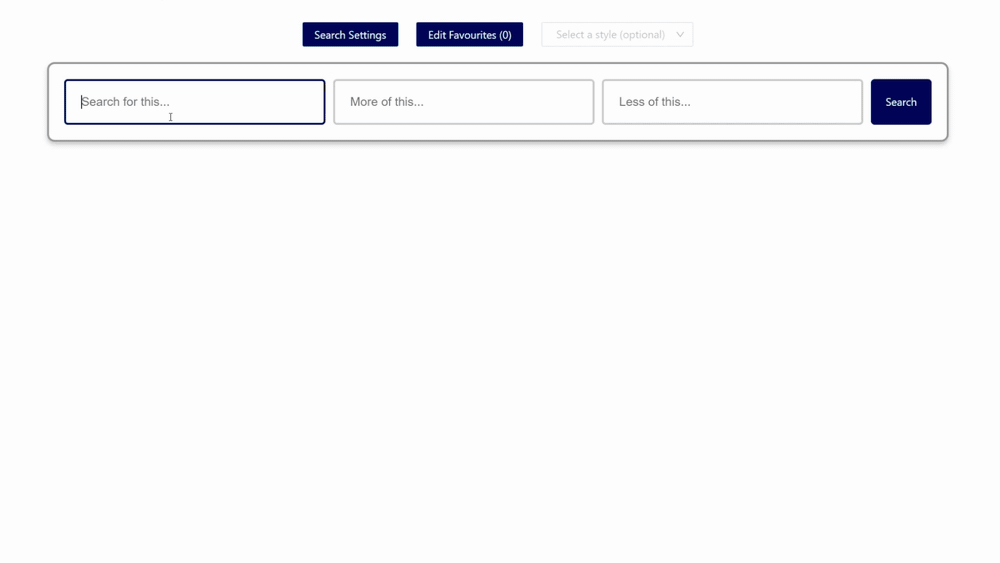 Search Settings Edit Favourites (0) Select a style (optional)
Search for this... More of this... Less of this... Search